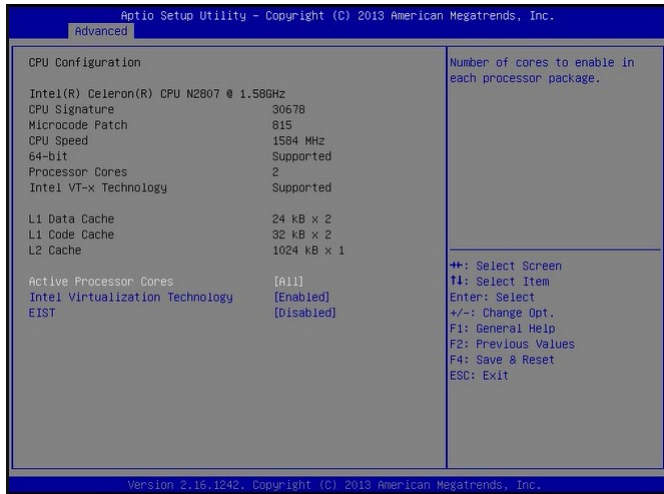 Aptio Setup Utility – Copyright (C) 2013 American Megatrends, Inc.
Advanced
CPU Configuration
Intel(R) Celeron(R) CPU N2807 @ 1.58GHz
CPU Signature 30678
Microcode Patch 815
CPU Speed 1584 MHz
64-bit Supported
Processor Cores 2
Intel VT-x Technology Supported
L1 Data Cache 24 kB x 2
L1 Code Cache 32 kB x 2
L2 Cache 1024 kB x 1
Active Processor Cores [All]
Intel Virtualization Technology [Enabled]
EIST [Disabled]
Number of cores to enable in
each processor package.
→←: Select Screen
↑↓: Select Item
Enter: Select
+/-: Change Opt.
F1: General Help
F2: Previous Values
F4: Save & Reset
ESC: Exit
Version 2.16.1242. Copyright (C) 2013 American Megatrends, Inc.